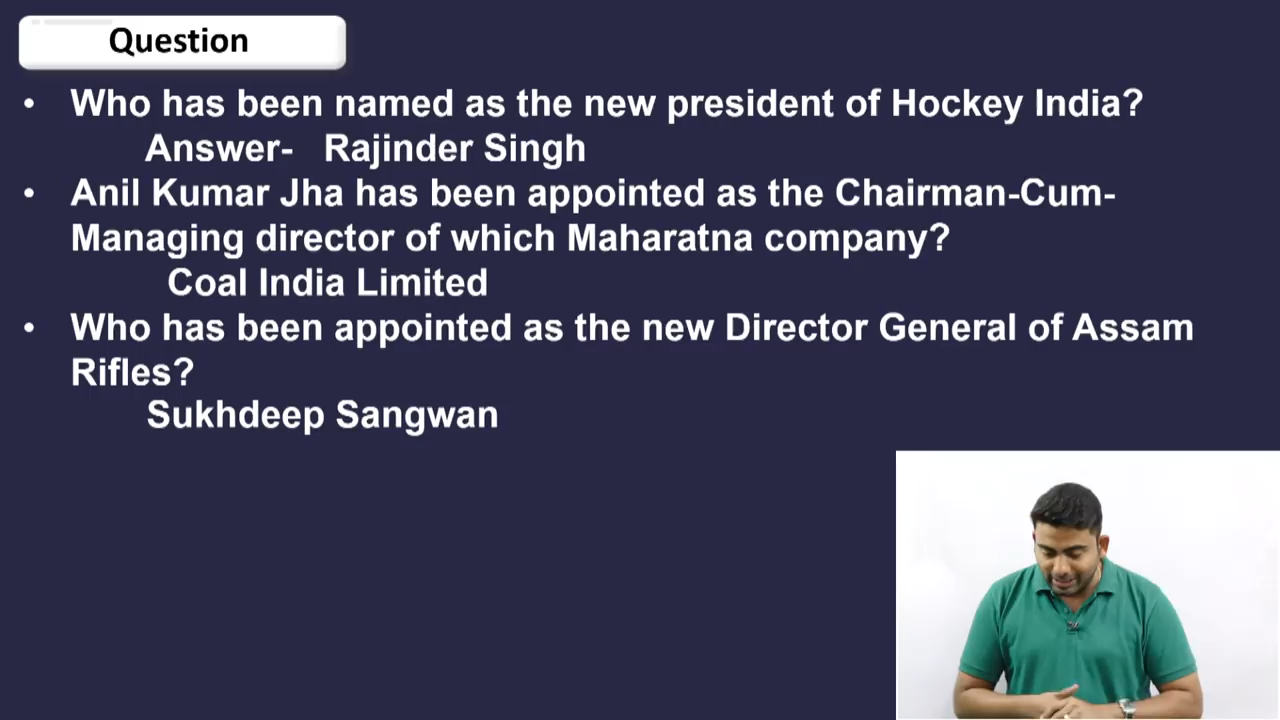 Question
• Who has been named as the new president of Hockey India?
Answer- Rajinder Singh
• Anil Kumar Jha has been appointed as the Chairman-Cum-
Managing director of which Maharatna company?
Coal India Limited
• Who has been appointed as the new Director General of Assam
Rifles?
Sukhdeep Sangwan